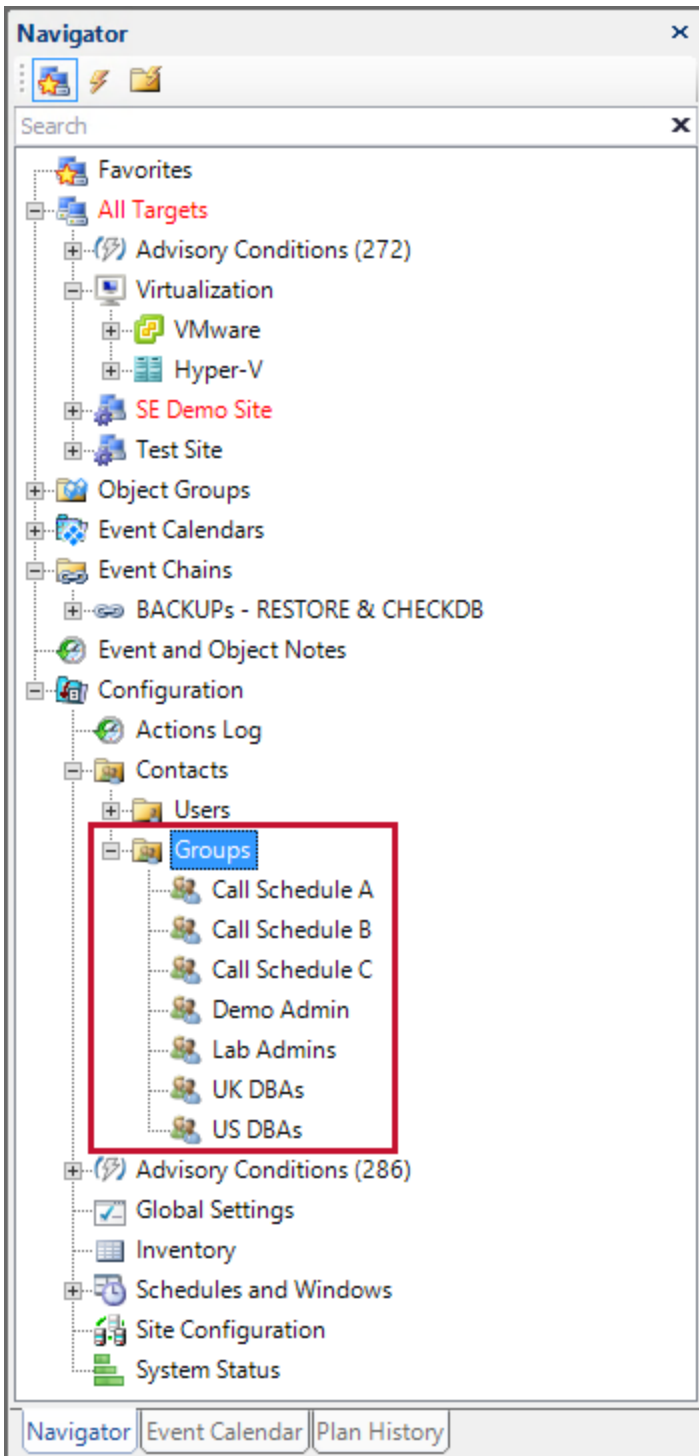 Navigator
Search
Favorites
All Targets
Advisory Conditions (272)
Virtualization
VMware
Hyper-V
SE Demo Site
Test Site
Object Groups
Event Calendars
Event Chains
BACKUPs - RESTORE & CHECKDB
Event and Object Notes
Configuration
Actions Log
Contacts
Users
Groups
Call Schedule A
Call Schedule B
Call Schedule C
Demo Admin
Lab Admins
UK DBAs
US DBAs
Advisory Conditions (286)
Global Settings
Inventory
Schedules and Windows
Site Configuration
System Status
Navigator Event Calendar Plan History